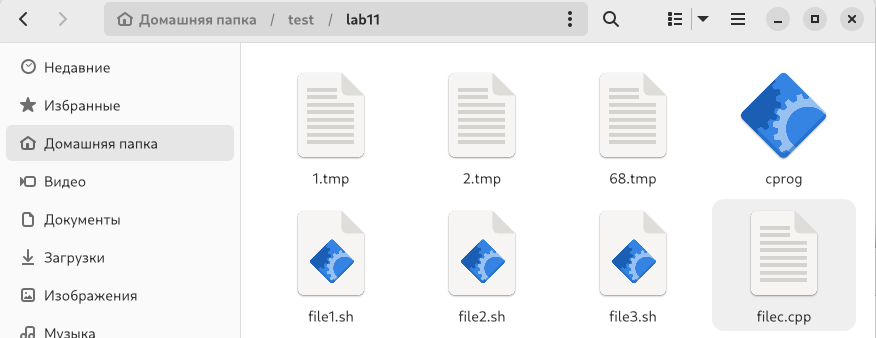 Домашняя папка / test / lab11
Недавние
Избранные
Домашняя папка
Видео
Документы
Загрузки
Изображения
Музыка
1.tmp
2.tmp
68.tmp
cprog
file1.sh
file2.sh
file3.sh
filec.cpp